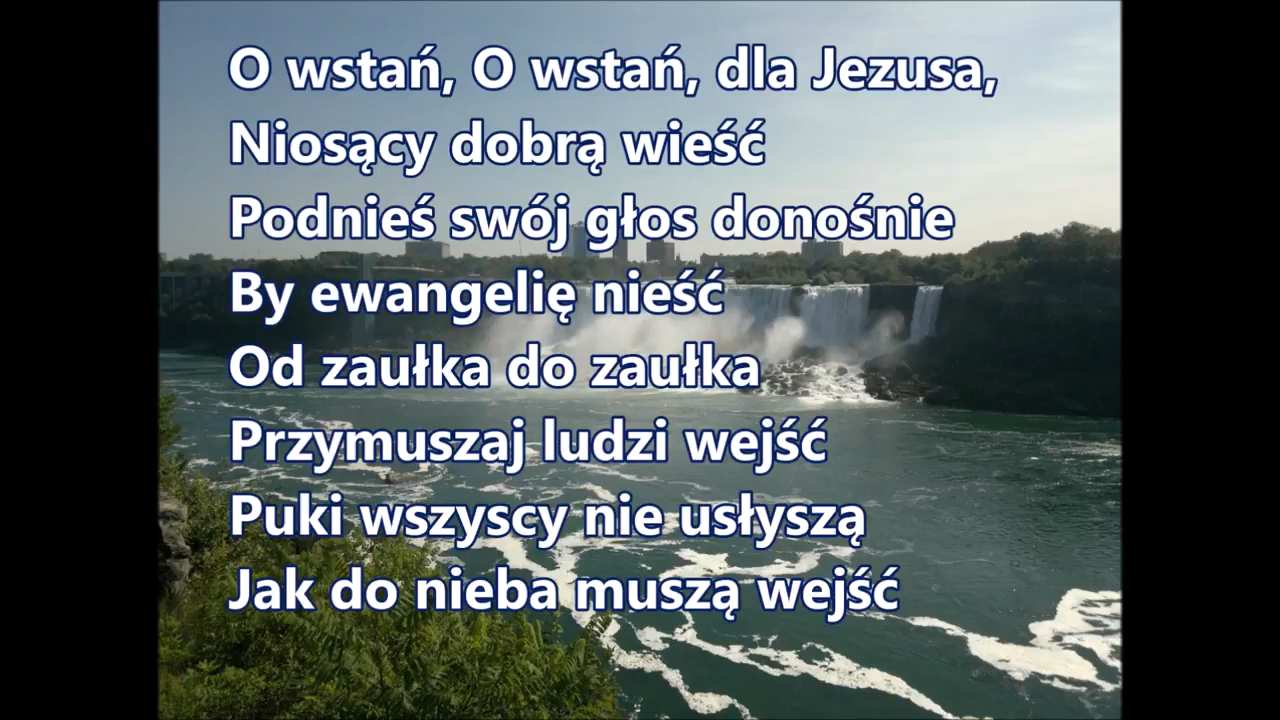 O wstań, O wstań, dla Jezusa,
Niosący dobrą wieść
Podnieś swój głos donośnie
By ewangelię nieść
Od zaułka do zaułka
Przymuszaj ludzi wejść
Puki wszyscy nie usłyszą
Jak do nieba muszą wejść